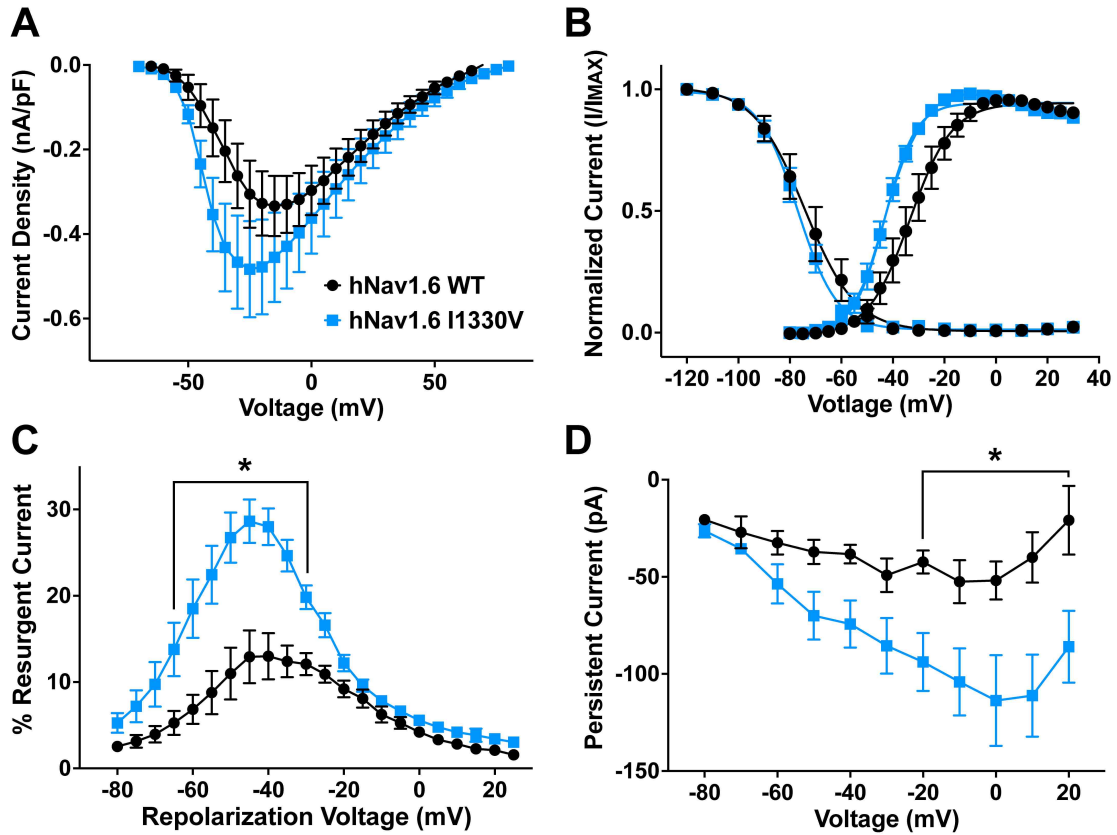 A
Current Density (nA/pF)
0.0
-0.2
-0.4
-0.6
hNav1.6 WT
hNav1.6 I1330V
-50
0
50
Voltage (mV)
B
Normalized Current (I/IMAX)
1.0
0.5
0.0
-120
-100
-80
-60
-40
-20
0
20
40
Votlage (mV)
C
% Resurgent Current
30
20
10
0
*
-80
-60
-40
-20
0
20
Repolarization Voltage (mV)
D
Persistent Current (pA)
0
-50
-100
-150
*
-80
-60
-40
-20
0
20
Voltage (mV)